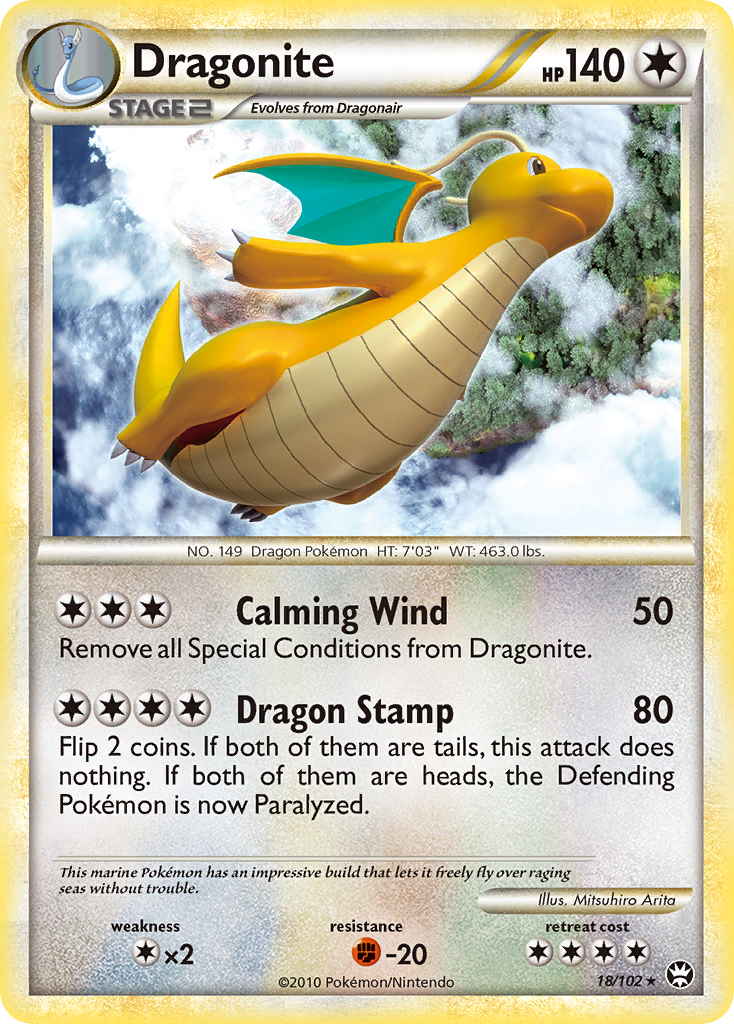 Dragonite
HP 140
STAGE 2
Evolves from Dragonair
NO. 149 Dragon Pokémon HT: 7'03" WT: 463.0 lbs.
Calming Wind 50
Remove all Special Conditions from Dragonite.
Dragon Stamp 80
Flip 2 coins. If both of them are tails, this attack does
nothing. If both of them are heads, the Defending
Pokémon is now Paralyzed.
This marine Pokémon has an impressive build that lets it freely fly over raging
seas without trouble.
Illus. Mitsuhiro Arita
weakness resistance retreat cost
×2 -20
©2010 Pokémon/Nintendo 18/102 ★